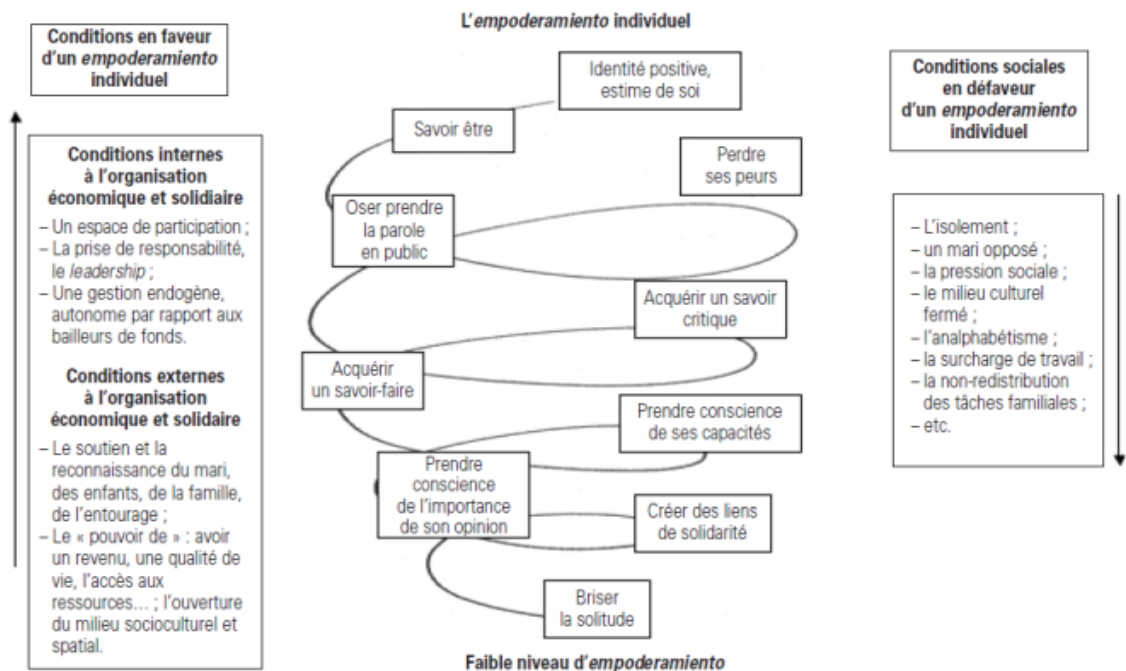 L'empoderamiento individuel
Conditions en faveur
d'un empoderamiento
individuel
Conditions internes
à l'organisation
économique et solidiaire
– Un espace de participation ;
– La prise de responsabilité,
le leadership ;
– Une gestion endogène,
autonome par rapport aux
bailleurs de fonds.
Conditions externes
à l'organisation
économique et solidaire
– Le soutien et la
reconnaissance du mari,
des enfants, de la famille,
de l'entourage ;
– Le « pouvoir de » : avoir
un revenu, une qualité de
vie, l'accès aux
ressources… ; l'ouverture
du milieu socioculturel et
spatial.
Identité positive,
estime de soi
Savoir être
Perdre
ses peurs
Oser prendre
la parole
en public
Acquérir un savoir
critique
Acquérir
un savoir-faire
Prendre conscience
de ses capacités
Prendre
conscience
de l'importance
de son opinion
Créer des liens
de solidarité
Briser
la solitude
Faible niveau d'empoderamiento
Conditions sociales
en défaveur
d'un empoderamiento
individuel
– L'isolement ;
– un mari opposé ;
– la pression sociale ;
– le milieu culturel
fermé ;
– l'analphabétisme ;
– la surcharge de travail ;
– la non-redistribution
des tâches familiales ;
– etc.